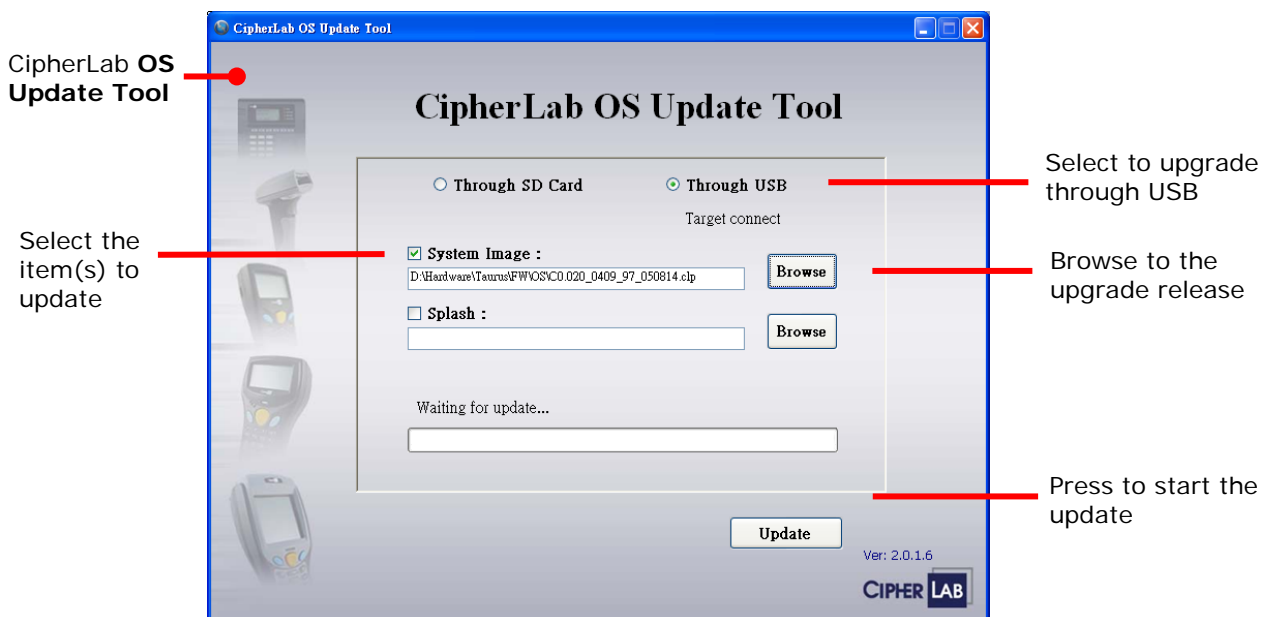 CipherLab OS Update Tool
CipherLab OS
Update Tool
CipherLab OS Update Tool
Through SD Card
Through USB
Select to upgrade
through USB
Target connect
Select the
item(s) to
update
System Image :
D:\Hardware\Taurus\FW\OS\C0.020_0409_97_050814.clp
Browse
Browse to the
upgrade release
Splash :
Browse
Waiting for update...
Press to start the
update
Update
Ver: 2.0.1.6
CIPHER LAB